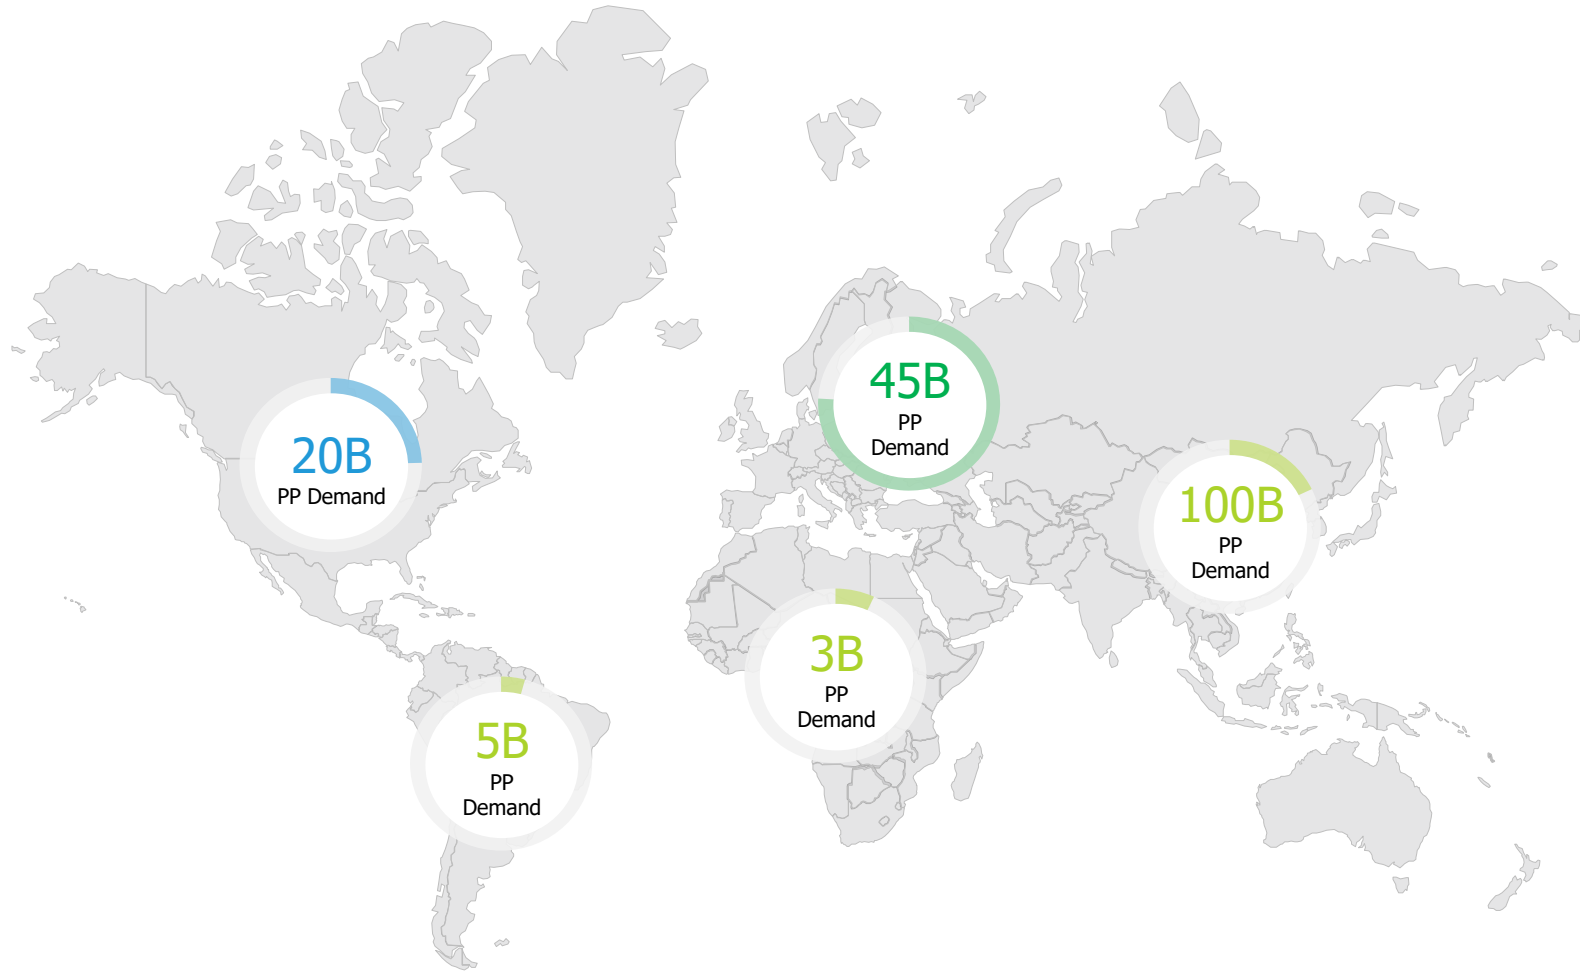 45B
PP
Demand
20B
PP Demand
100B
PP
Demand
3B
PP
Demand
5B
PP
Demand